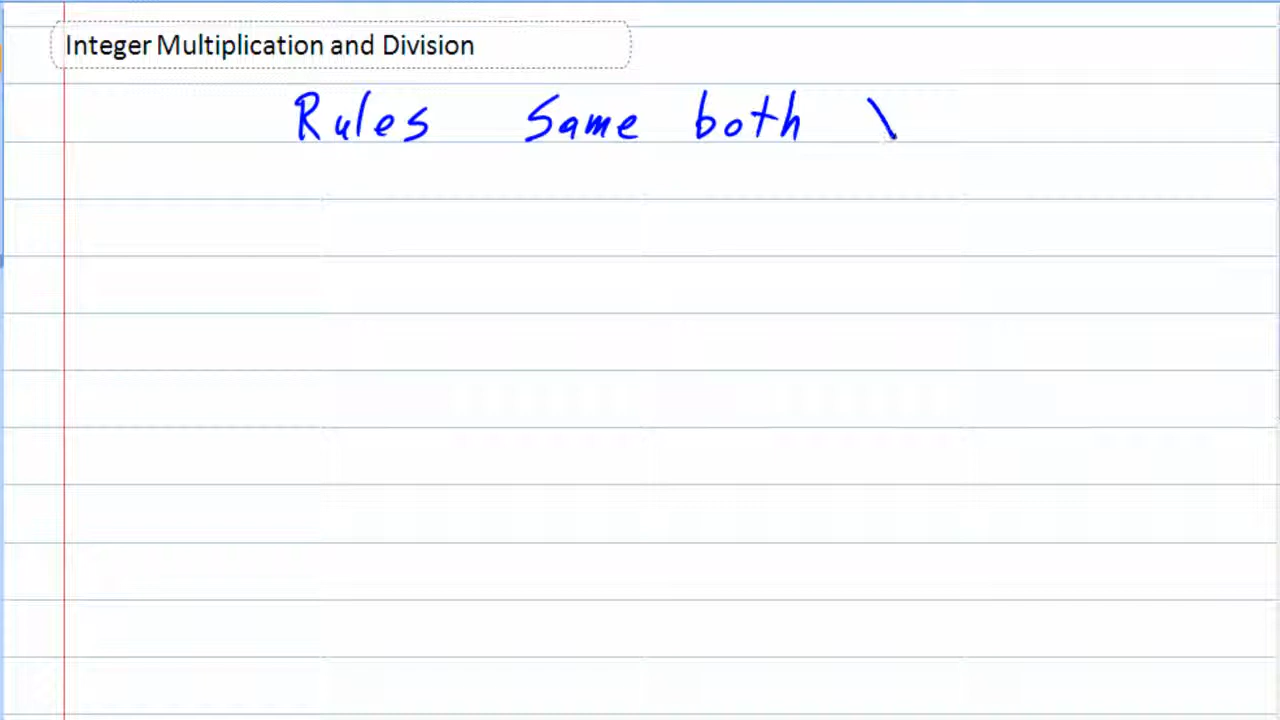 Integer Multiplication and Division
Rules Same both \